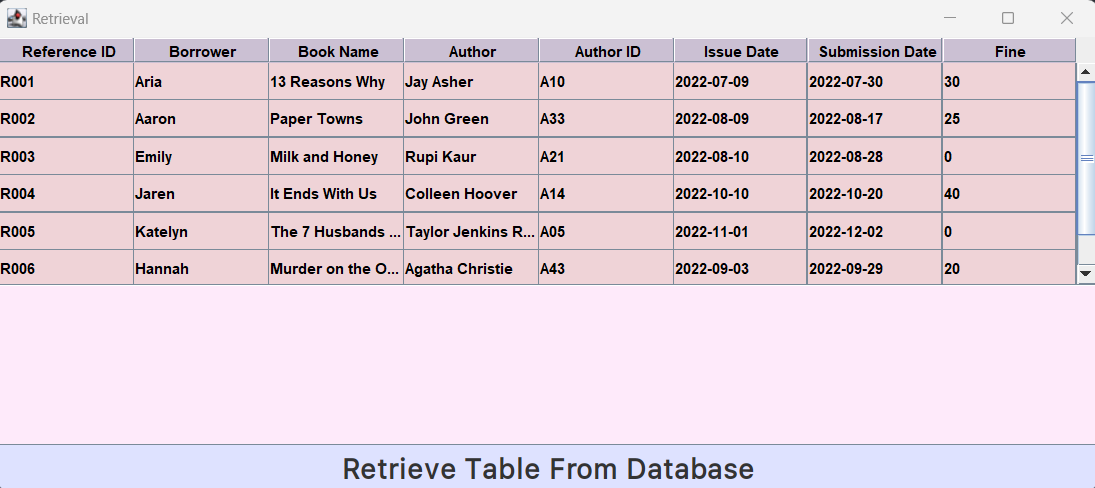 Retrieval
Reference ID Borrower Book Name Author Author ID Issue Date Submission Date Fine
R001 Aria 13 Reasons Why Jay Asher A10 2022-07-09 2022-07-30 30
R002 Aaron Paper Towns John Green A33 2022-08-09 2022-08-17 25
R003 Emily Milk and Honey Rupi Kaur A21 2022-08-10 2022-08-28 0
R004 Jaren It Ends With Us Colleen Hoover A14 2022-10-10 2022-10-20 40
R005 Katelyn The 7 Husbands ... Taylor Jenkins R... A05 2022-11-01 2022-12-02 0
R006 Hannah Murder on the O... Agatha Christie A43 2022-09-03 2022-09-29 20
Retrieve Table From Database